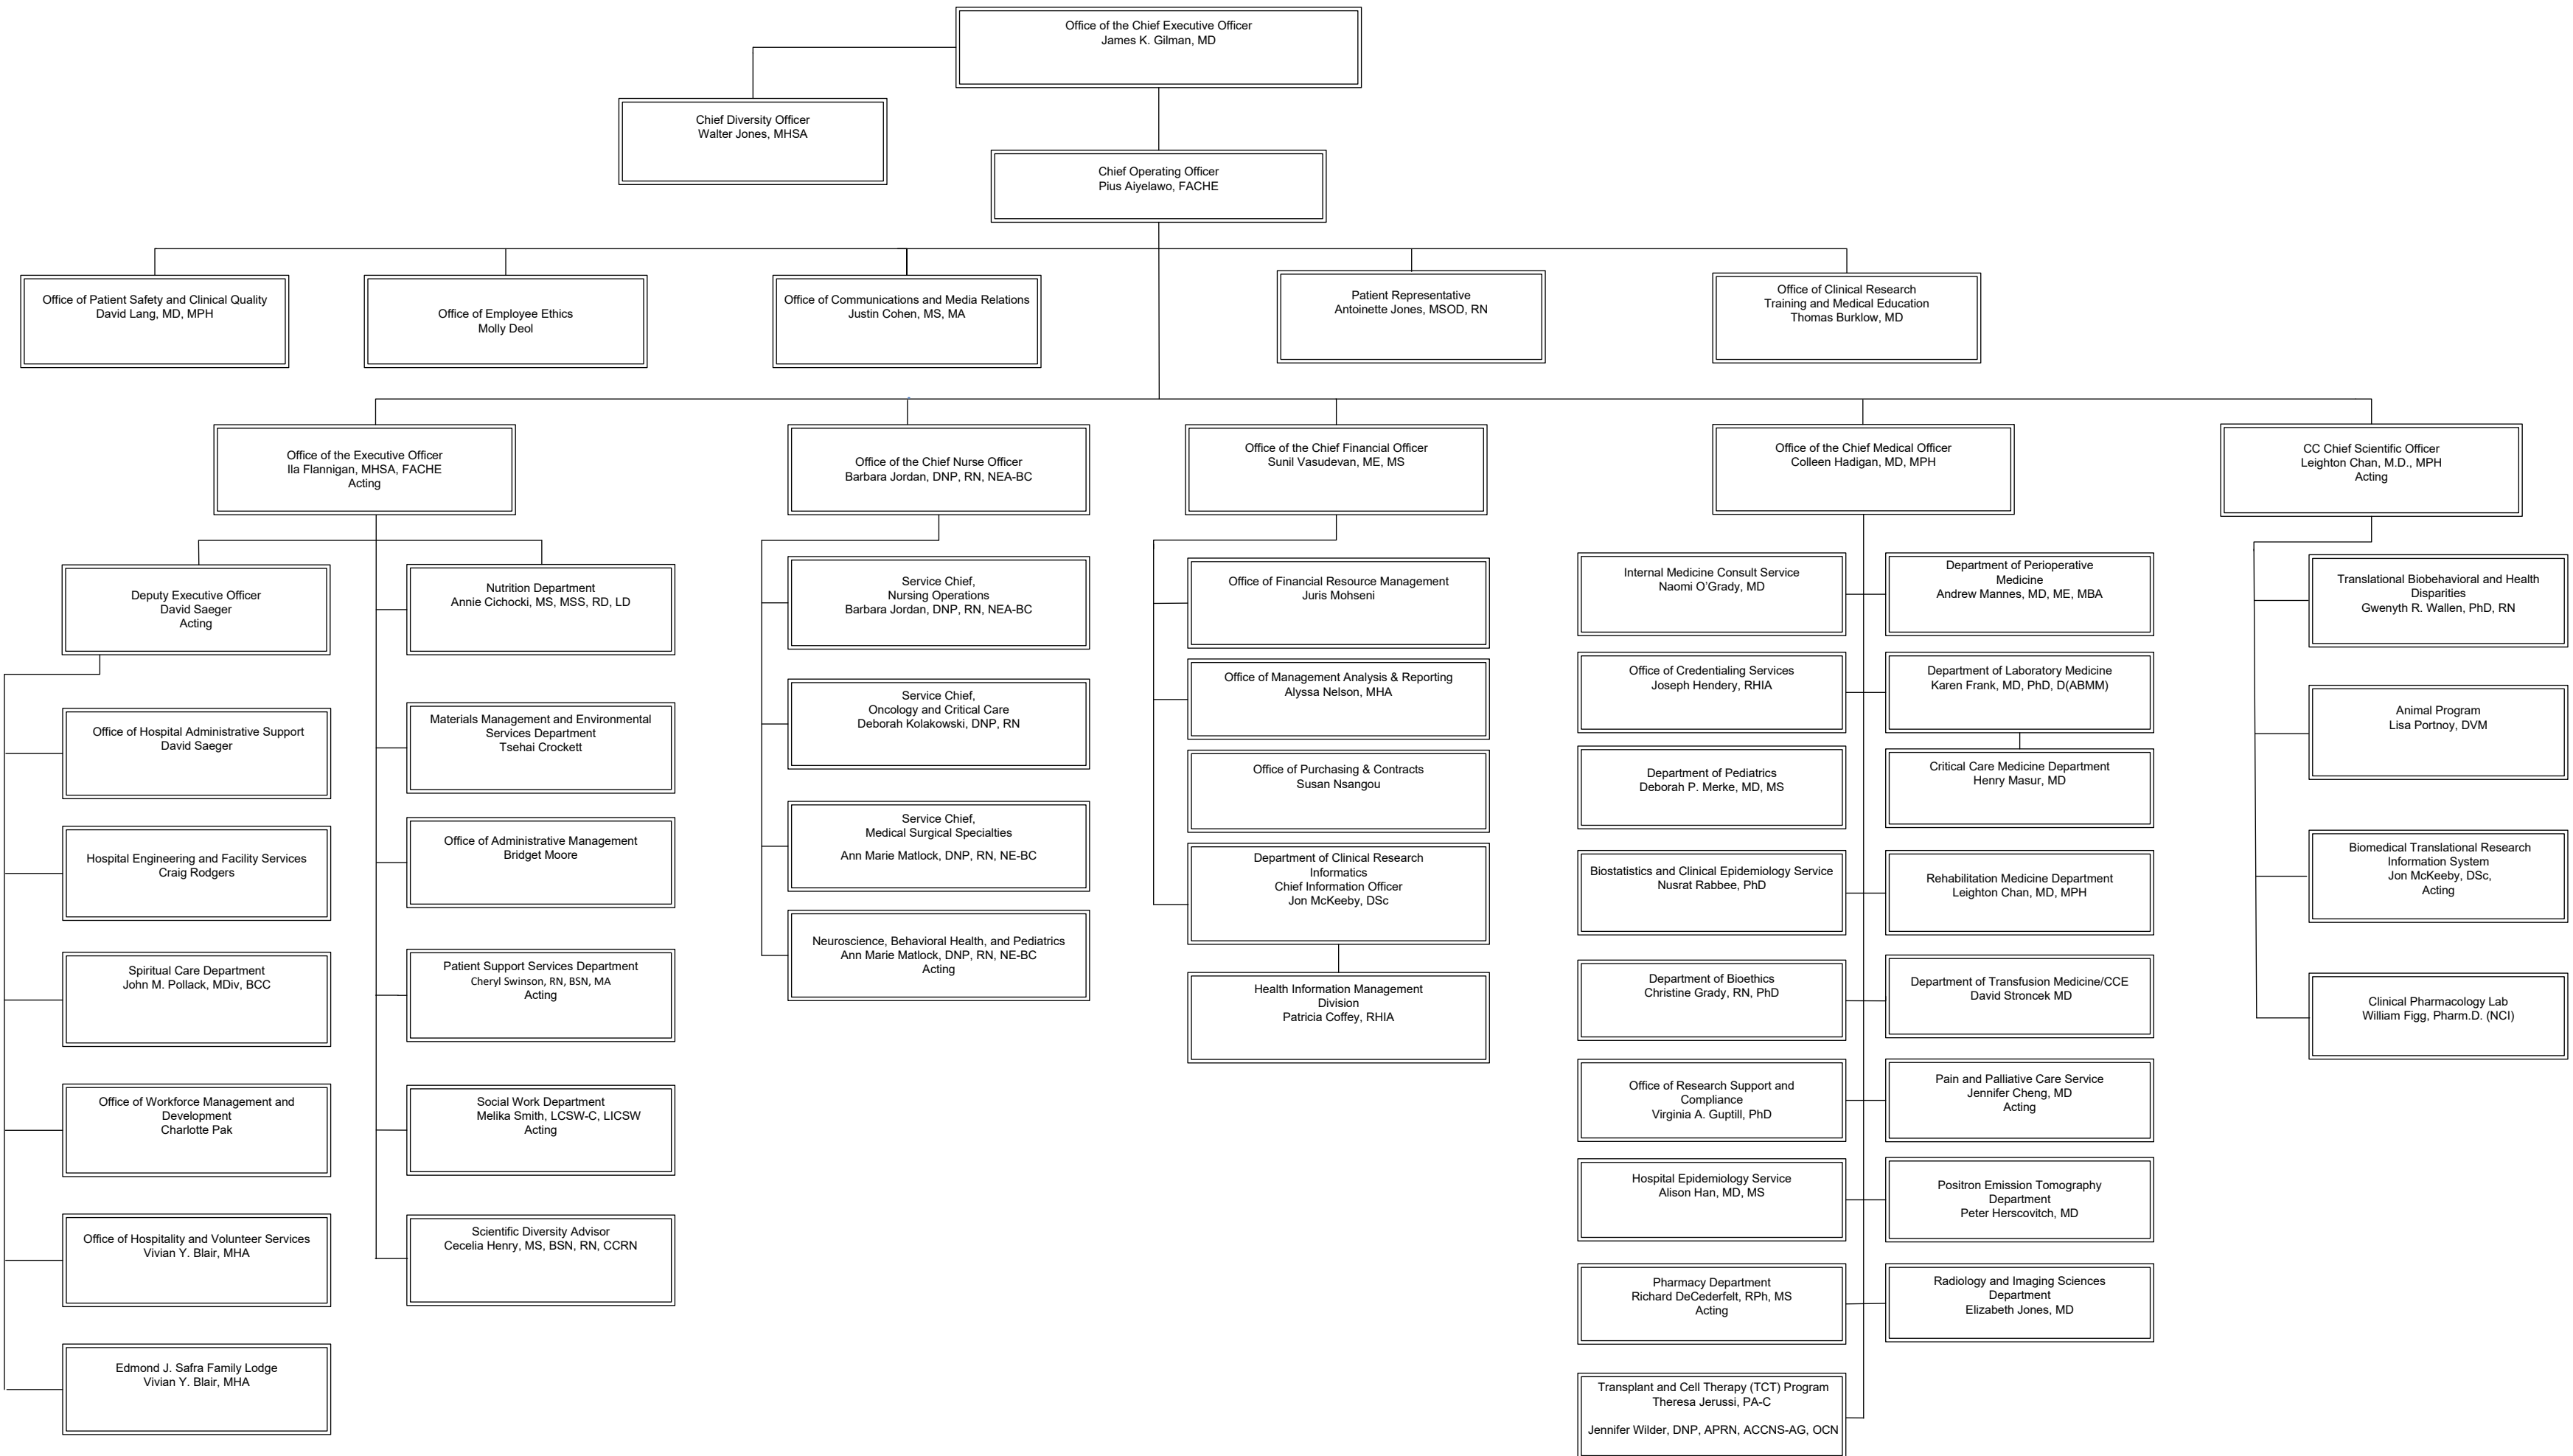 Office of the Chief Executive Officer
James K. Gilman, MD
Chief Diversity Officer
Walter Jones, MHSA
Chief Operating Officer
Pius Aiyelawo, FACHE
Office of Patient Safety and Clinical Quality
David Lang, MD, MPH
Office of Employee Ethics
Molly Deol
Office of Communications and Media Relations
Justin Cohen, MS, MA
Patient Representative
Antoinette Jones, MSOD, RN
Office of Clinical Research
Training and Medical Education
Thomas Burklow, MD
Office of the Executive Officer
Ila Flannigan, MHSA, FACHE
Acting
Office of the Chief Nurse Officer
Barbara Jordan, DNP, RN, NEA-BC
Office of the Chief Financial Officer
Sunil Vasudevan, ME, MS
Office of the Chief Medical Officer
Colleen Hadigan, MD, MPH
CC Chief Scientific Officer
Leighton Chan, M.D., MPH
Acting
Deputy Executive Officer
David Saeger
Acting
Office of Hospital Administrative Support
David Saeger
Hospital Engineering and Facility Services
Craig Rodgers
Spiritual Care Department
John M. Pollack, MDiv, BCC
Office of Workforce Management and
Development
Charlotte Pak
Office of Hospitality and Volunteer Services
Vivian Y. Blair, MHA
Edmond J. Safra Family Lodge
Vivian Y. Blair, MHA
Nutrition Department
Annie Cichocki, MS, MSS, RD, LD
Materials Management and Environmental
Services Department
Tsehai Crockett
Office of Administrative Management
Bridget Moore
Patient Support Services Department
Cheryl Swinson, RN, BSN, MA
Acting
Social Work Department
Melika Smith, LCSW-C, LICSW
Acting
Scientific Diversity Advisor
Cecelia Henry, MS, BSN, RN, CCRN
Service Chief,
Nursing Operations
Barbara Jordan, DNP, RN, NEA-BC
Service Chief,
Oncology and Critical Care
Deborah Kolakowski, DNP, RN
Service Chief,
Medical Surgical Specialties
Ann Marie Matlock, DNP, RN, NE-BC
Neuroscience, Behavioral Health, and Pediatrics
Ann Marie Matlock, DNP, RN, NE-BC
Acting
Office of Financial Resource Management
Juris Mohseni
Office of Management Analysis & Reporting
Alyssa Nelson, MHA
Office of Purchasing & Contracts
Susan Nsangou
Department of Clinical Research
Informatics
Chief Information Officer
Jon McKeeby, DSc
Health Information Management
Division
Patricia Coffey, RHIA
Internal Medicine Consult Service
Naomi O'Grady, MD
Department of Perioperative
Medicine
Andrew Mannes, MD, ME, MBA
Office of Credentialing Services
Joseph Hendery, RHIA
Department of Laboratory Medicine
Karen Frank, MD, PhD, D(ABMM)
Department of Pediatrics
Deborah P. Merke, MD, MS
Critical Care Medicine Department
Henry Masur, MD
Biostatistics and Clinical Epidemiology Service
Nusrat Rabbee, PhD
Rehabilitation Medicine Department
Leighton Chan, MD, MPH
Department of Bioethics
Christine Grady, RN, PhD
Department of Transfusion Medicine/CCE
David Stroncek MD
Office of Research Support and
Compliance
Virginia A. Guptill, PhD
Pain and Palliative Care Service
Jennifer Cheng, MD
Acting
Hospital Epidemiology Service
Alison Han, MD, MS
Positron Emission Tomography
Department
Peter Herscovitch, MD
Pharmacy Department
Richard DeCederfelt, RPh, MS
Acting
Radiology and Imaging Sciences
Department
Elizabeth Jones, MD
Transplant and Cell Therapy (TCT) Program
Theresa Jerussi, PA-C
Jennifer Wilder, DNP, APRN, ACCNS-AG, OCN
Translational Biobehavioral and Health
Disparities
Gwenyth R. Wallen, PhD, RN
Animal Program
Lisa Portnoy, DVM
Biomedical Translational Research
Information System
Jon McKeeby, DSc,
Acting
Clinical Pharmacology Lab
William Figg, Pharm.D. (NCI)